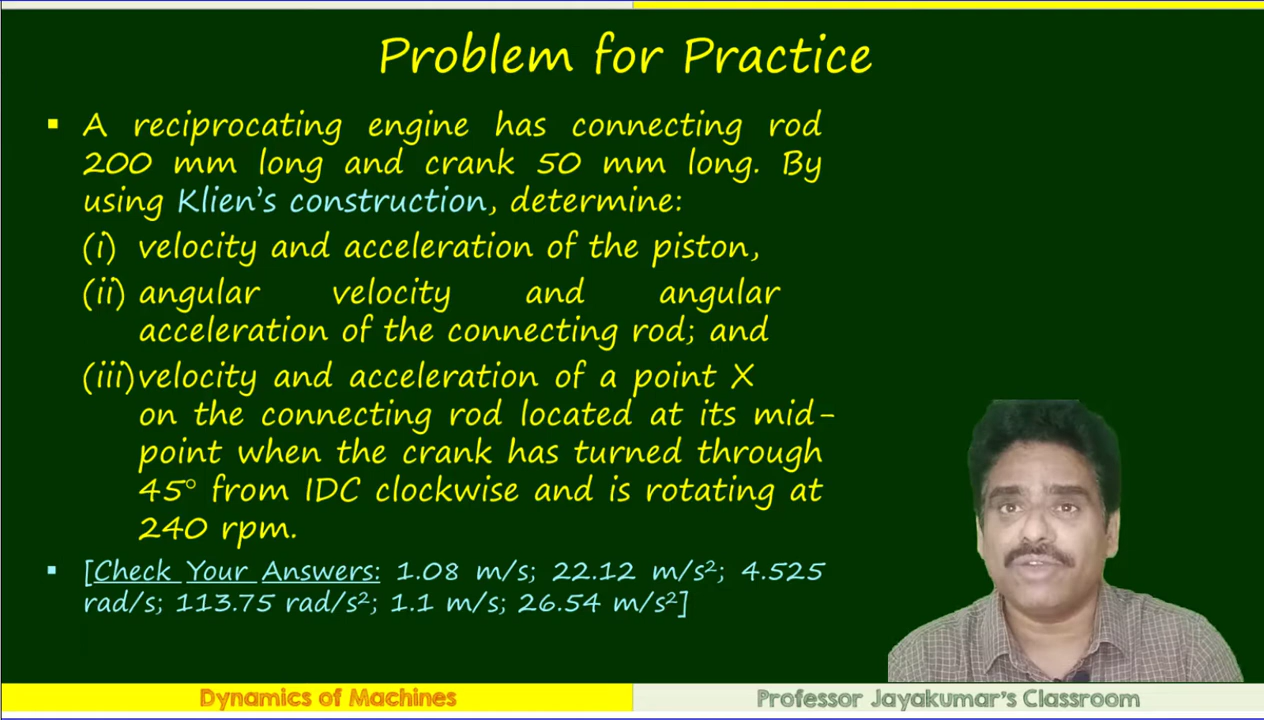 Problem for Practice
▪ A reciprocating engine has connecting rod
200 mm long and crank 50 mm long. By
using Klien's construction, determine:
(i) velocity and acceleration of the piston,
(ii) angular velocity and angular
acceleration of the connecting rod; and
(iii) velocity and acceleration of a point X
on the connecting rod located at its mid-
point when the crank has turned through
45° from IDC clockwise and is rotating at
240 rpm.
▪ [Check Your Answers: 1.08 m/s; 22.12 m/s²; 4.525
rad/s; 113.75 rad/s²; 1.1 m/s; 26.54 m/s²]
Dynamics of Machines
Professor Jayakumar's Classroom